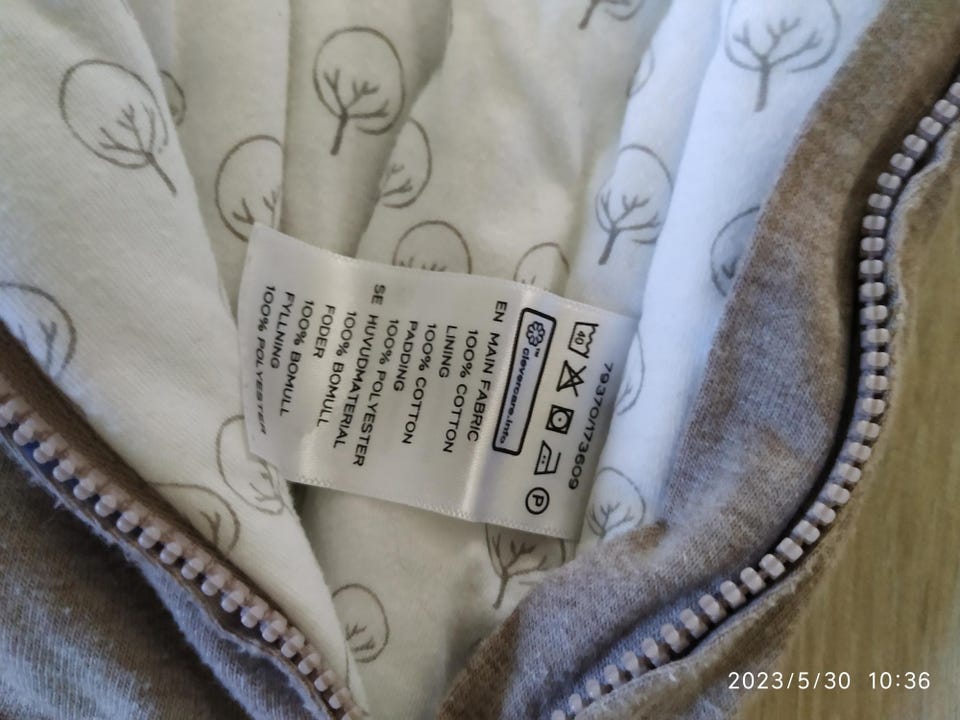 79370/173609
40
P
clevercare.info™
EN MAIN FABRIC
100% COTTON
LINING
100% COTTON
PADDING
100% POLYESTER
SE HUVUDMATERIAL
100% BOMULL
FODER
100% BOMULL
FYLLNING
100% POLYESTER
2023/5/30 10:36